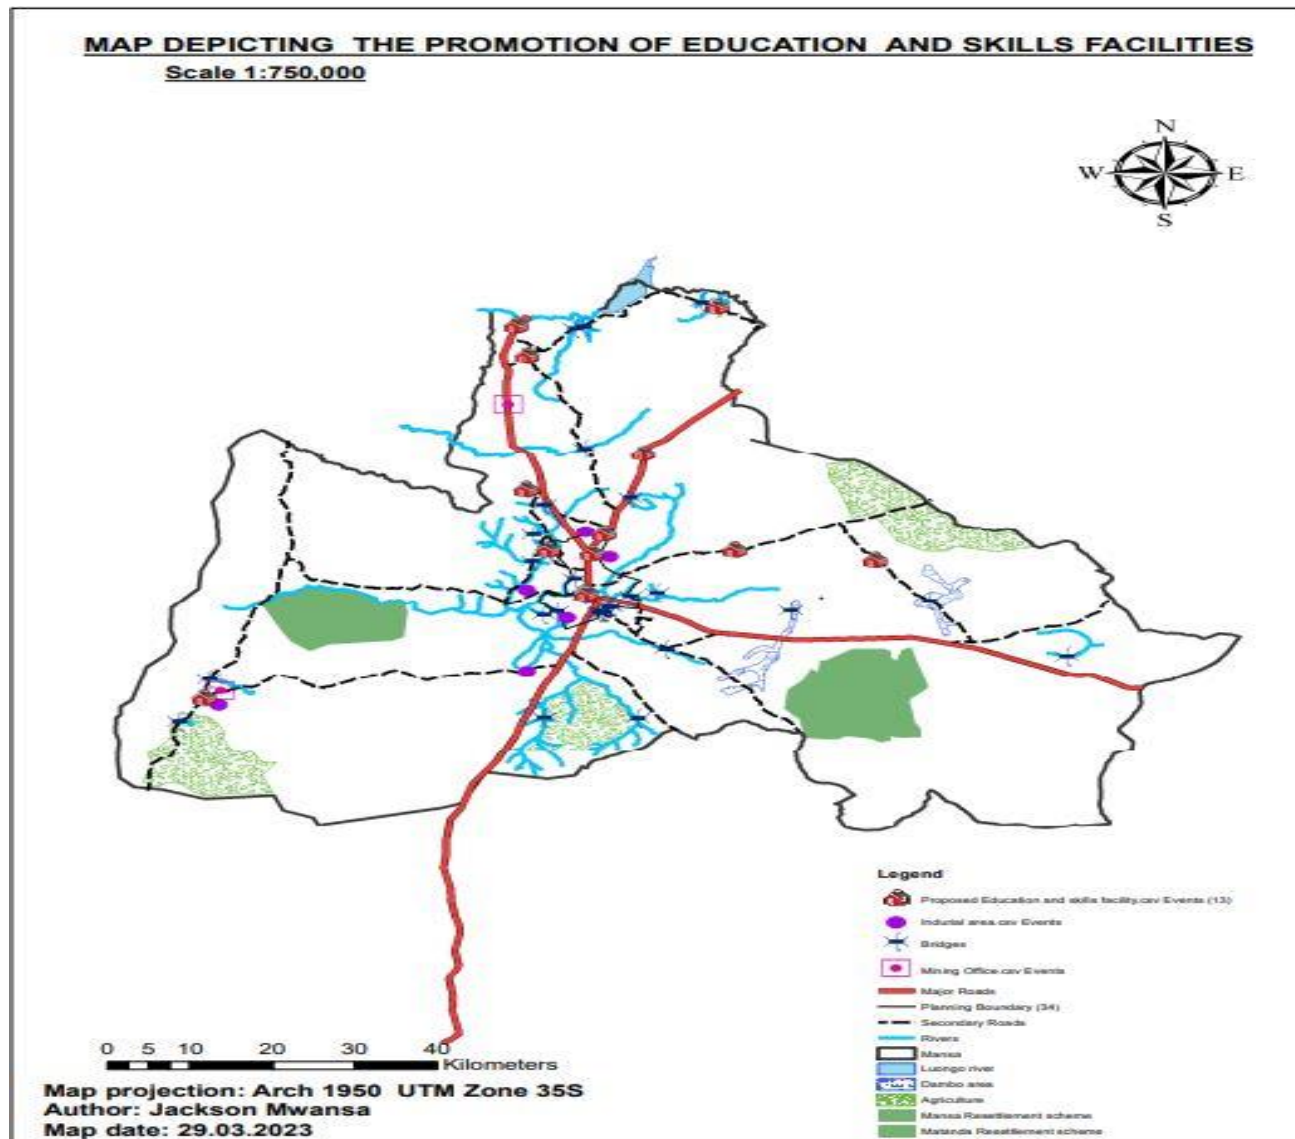 MAP DEPICTING THE PROMOTION OF EDUCATION AND SKILLS FACILITIES
Scale 1:750,000
N
W E
S
Legend
Proposed Education and skills facility.csv Events (13)
Indutial area.csv Events
Bridges
Mining Office.csv Events
Major Roads
Planning Boundary (34)
Secondary Roads
Rivers
Mansa
Luongo river
Dambo area
Agriculture
Mansa Resettlement scheme
Matanda Resettlement scheme
0 5 10 20 30 40
Kilometers
Map projection: Arch 1950 UTM Zone 35S
Author: Jackson Mwansa
Map date: 29.03.2023